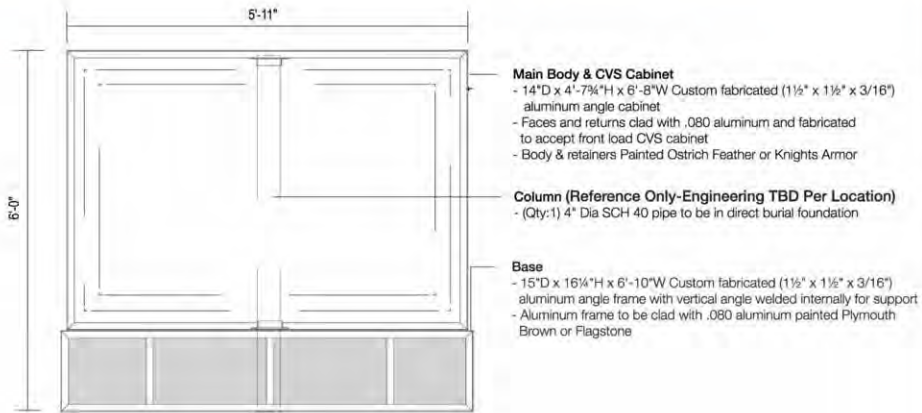 5'-11"
6'-0"
Main Body & CVS Cabinet
- 14"D x 4'-7¾"H x 6'-8"W Custom fabricated (1½" x 1½" x 3/16")
aluminum angle cabinet
- Faces and returns clad with .080 aluminum and fabricated
to accept front load CVS cabinet
- Body & retainers Painted Ostrich Feather or Knights Armor
Column (Reference Only-Engineering TBD Per Location)
- (Qty:1) 4" Dia SCH 40 pipe to be in direct burial foundation
Base
- 15"D x 16¼"H x 6'-10"W Custom fabricated (1½" x 1½" x 3/16")
aluminum angle frame with vertical angle welded internally for support
- Aluminum frame to be clad with .080 aluminum painted Plymouth
Brown or Flagstone